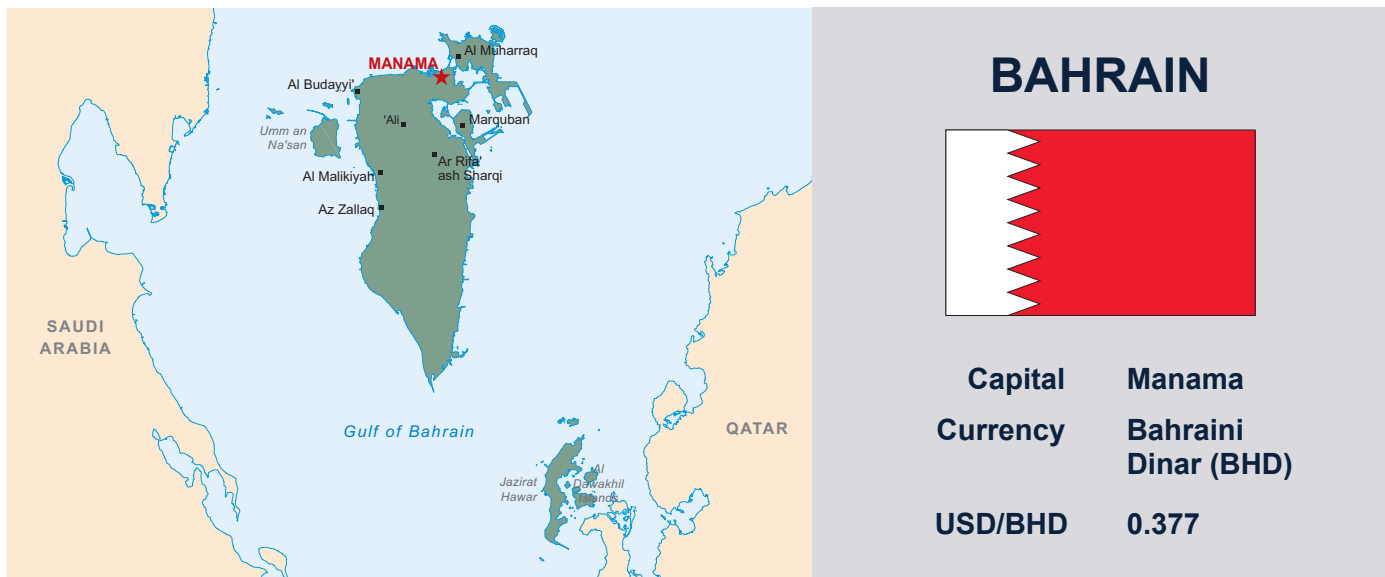 Al Muharraq
MANAMA
Al Budayyi'
'Ali
Marquban
Umm an
Na'san
Ar Rifa'
ash Sharqi
Al Malikiyah
Az Zallaq
SAUDI
ARABIA
Gulf of Bahrain
QATAR
Jazirat
Hawar
Al
Dawakhil
Islands
BAHRAIN
Capital Manama
Currency Bahraini
Dinar (BHD)
USD/BHD 0.377